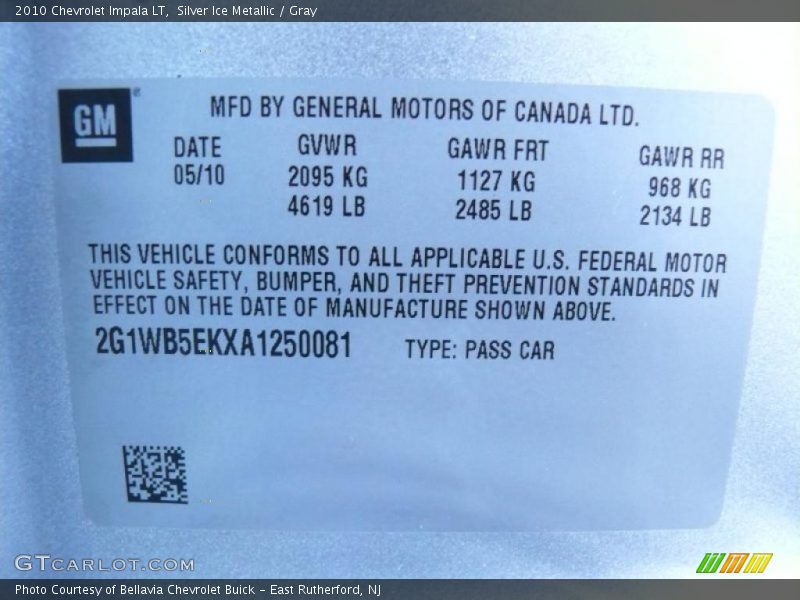 2010 Chevrolet Impala LT, Silver Ice Metallic / Gray
GM
MFD BY GENERAL MOTORS OF CANADA LTD.
DATE GVWR GAWR FRT GAWR RR
05/10 2095 KG 1127 KG 968 KG
4619 LB 2485 LB 2134 LB
THIS VEHICLE CONFORMS TO ALL APPLICABLE U.S. FEDERAL MOTOR
VEHICLE SAFETY, BUMPER, AND THEFT PREVENTION STANDARDS IN
EFFECT ON THE DATE OF MANUFACTURE SHOWN ABOVE.
2G1WB5EKXA1250081 TYPE: PASS CAR
GTCARLOT.COM
Photo Courtesy of Bellavia Chevrolet Buick - East Rutherford, NJ